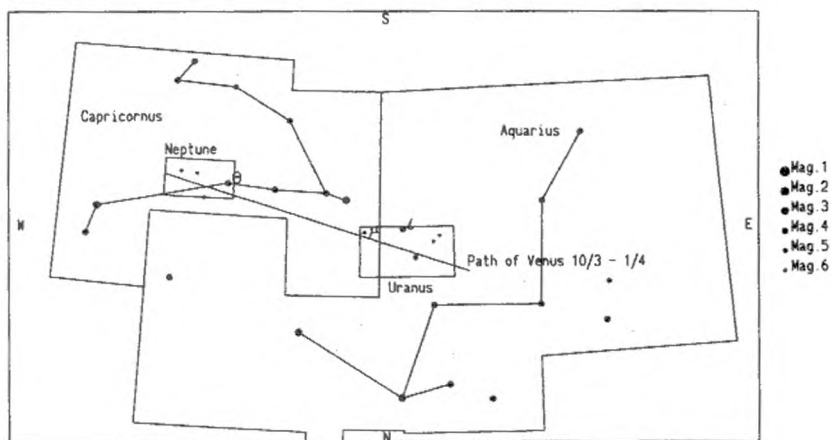 S
Capricornus
Aquarius
Neptune
θ
Mag.1
Mag.2
Mag.3
Mag.4
Mag.5
Mag.6
W
E
μ ι
Path of Venus 10/3 - 1/4
Uranus
N